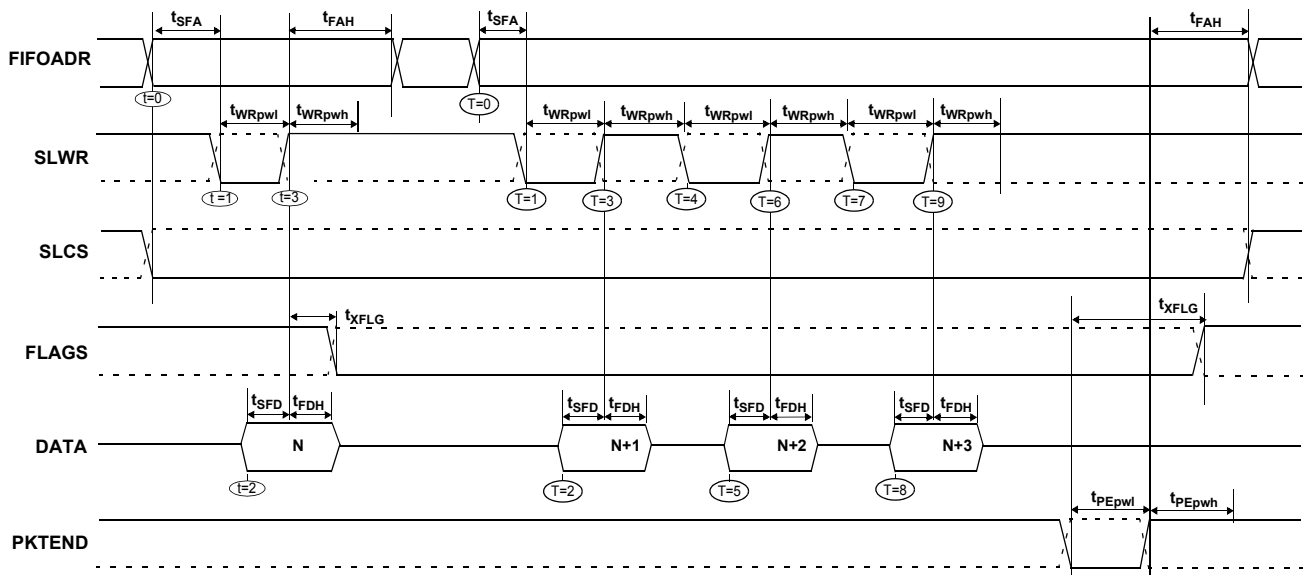 tSFA tFAH tSFA tFAH
FIFOADR
t=0 T=0
tWRpwl tWRpwh tWRpwl tWRpwh tWRpwl tWRpwh tWRpwl tWRpwh
SLWR
t =1 t=3 T=1 T=3 T=4 T=6 T=7 T=9
SLCS
tXFLG tXFLG
FLAGS
tSFD tFDH tSFD tFDH tSFD tFDH tSFD tFDH
DATA N N+1 N+2 N+3
t=2 T=2 T=5 T=8
tPEpwl tPEpwh
PKTEND